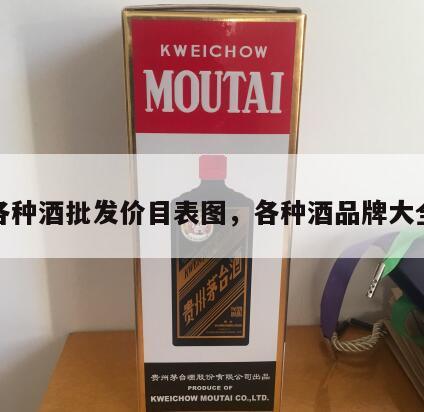 KWEICHOW
MOUTAI
各种酒批发价目表图，各种酒品牌大全
贵州茅台酒
贵州茅台酒股份有限公司出品
PRODUCE OF
KWEICHOW MOUTAI CO.,LTD.